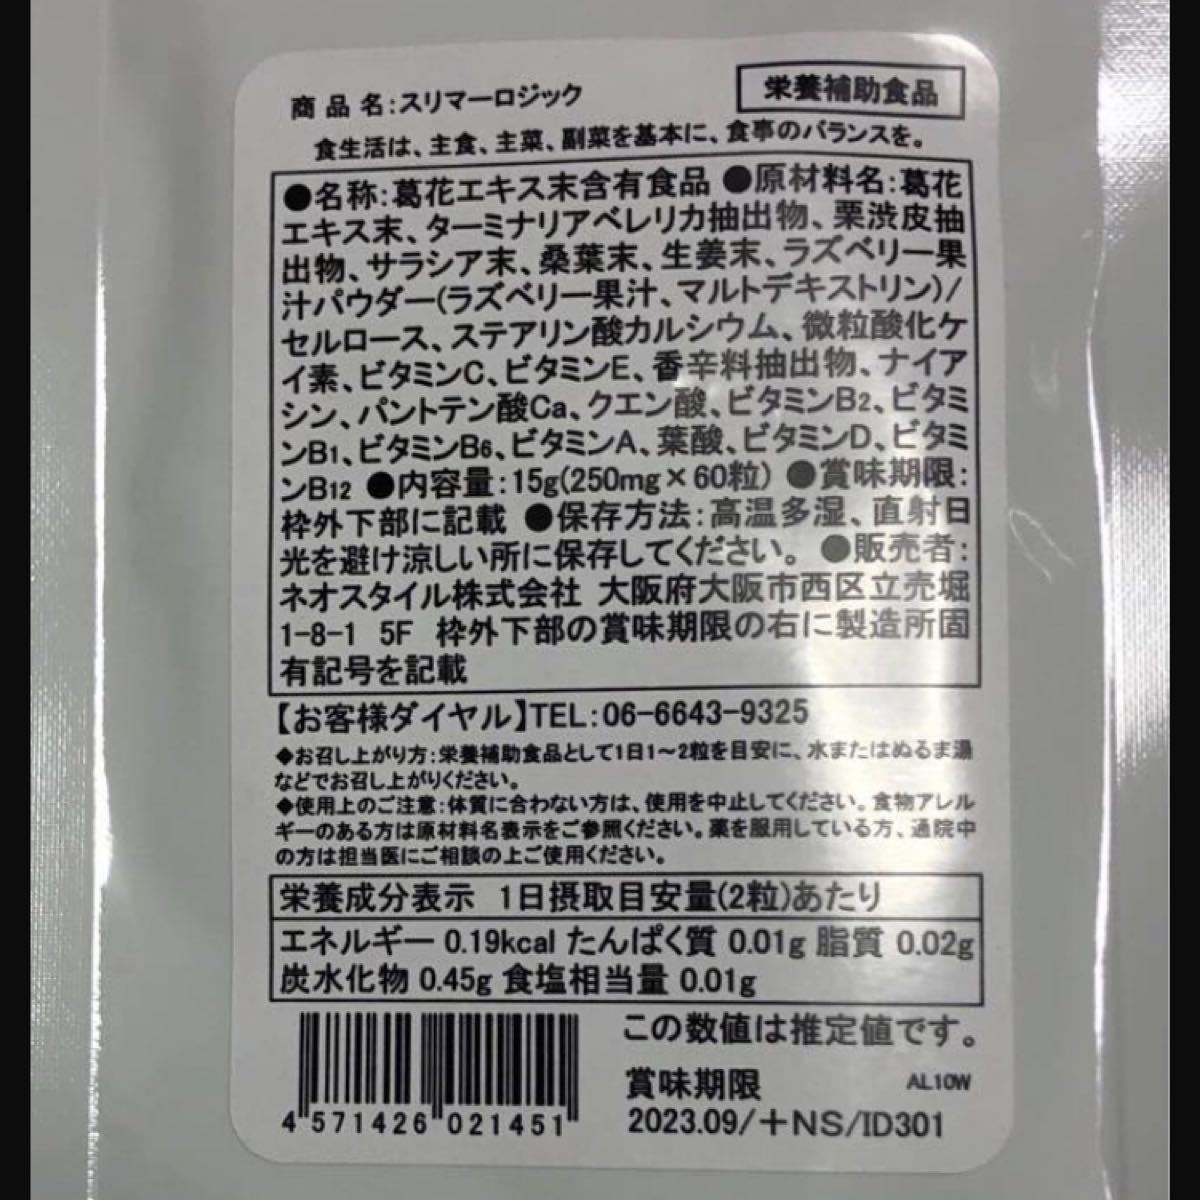 商品名:スリマーロジック
栄養補助食品
食生活は、主食、主菜、副菜を基本に、食事のバランスを。
●名称:葛花エキス末含有食品 ●原材料名:葛花
エキス末、ターミナリアベレリカ抽出物、栗渋皮抽
出物、サラシア末、桑葉末、生姜末、ラズベリー果
汁パウダー(ラズベリー果汁、マルトデキストリン)/
セルロース、ステアリン酸カルシウム、微粒酸化ケ
イ素、ビタミンC、ビタミンE、香辛料抽出物、ナイア
シン、パントテン酸Ca、クエン酸、ビタミンB2、ビタミ
ンB1、ビタミンB6、ビタミンA、葉酸、ビタミンD、ビタミ
ンB12 ●内容量:15g(250mg×60粒) ●賞味期限:
枠外下部に記載 ●保存方法:高温多湿、直射日
光を避け涼しい所に保存してください。 ●販売者:
ネオスタイル株式会社 大阪府大阪市西区立売堀
1-8-1 5F 枠外下部の賞味期限の右に製造所固
有記号を記載
【お客様ダイヤル】TEL:06-6643-9325
◆お召し上がり方:栄養補助食品として1日1～2粒を目安に、水またはぬるま湯
などでお召し上がりください。
◆使用上のご注意:体質に合わない方は、使用を中止してください。食物アレル
ギーのある方は原材料名表示をご参照ください。薬を服用している方、通院中
の方は担当医にご相談の上ご使用ください。
栄養成分表示 1日摂取目安量(2粒)あたり
エネルギー 0.19kcal たんぱく質 0.01g 脂質 0.02g
炭水化物 0.45g 食塩相当量 0.01g
この数値は推定値です。
賞味期限 AL10W
2023.09/＋NS/ID301
4 571426 021451